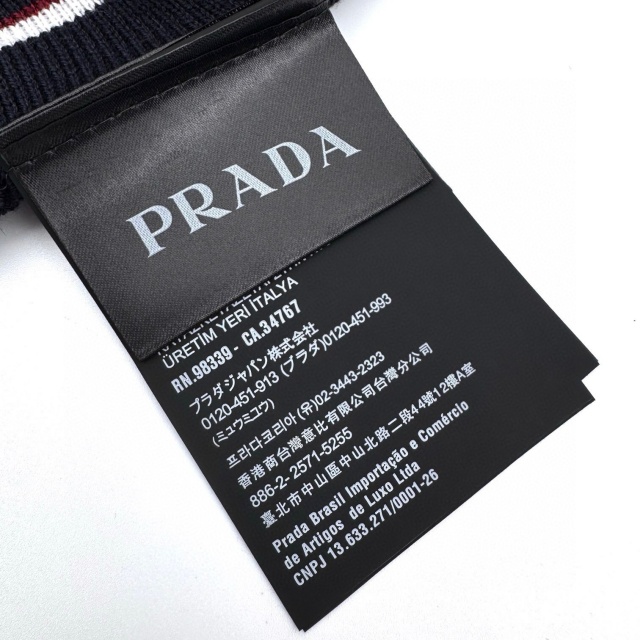 PRADA
ÜRETİM YERİ İTALYA
RN.98339 - CA.34767
プラダジャパン株式会社
0120-451-913 (プラダ)0120-451-993
(ミュウミュウ)
프라다코리아 (유)02-3443-2323
香港商台灣意比有限公司台灣分公司
886-2-2571-5255
臺北市中山區中山北路二段44號12樓A室
Prada Brasil Importação e Comércio
de Artigos de Luxo Ltda
CNPJ 13.633.271/0001-26